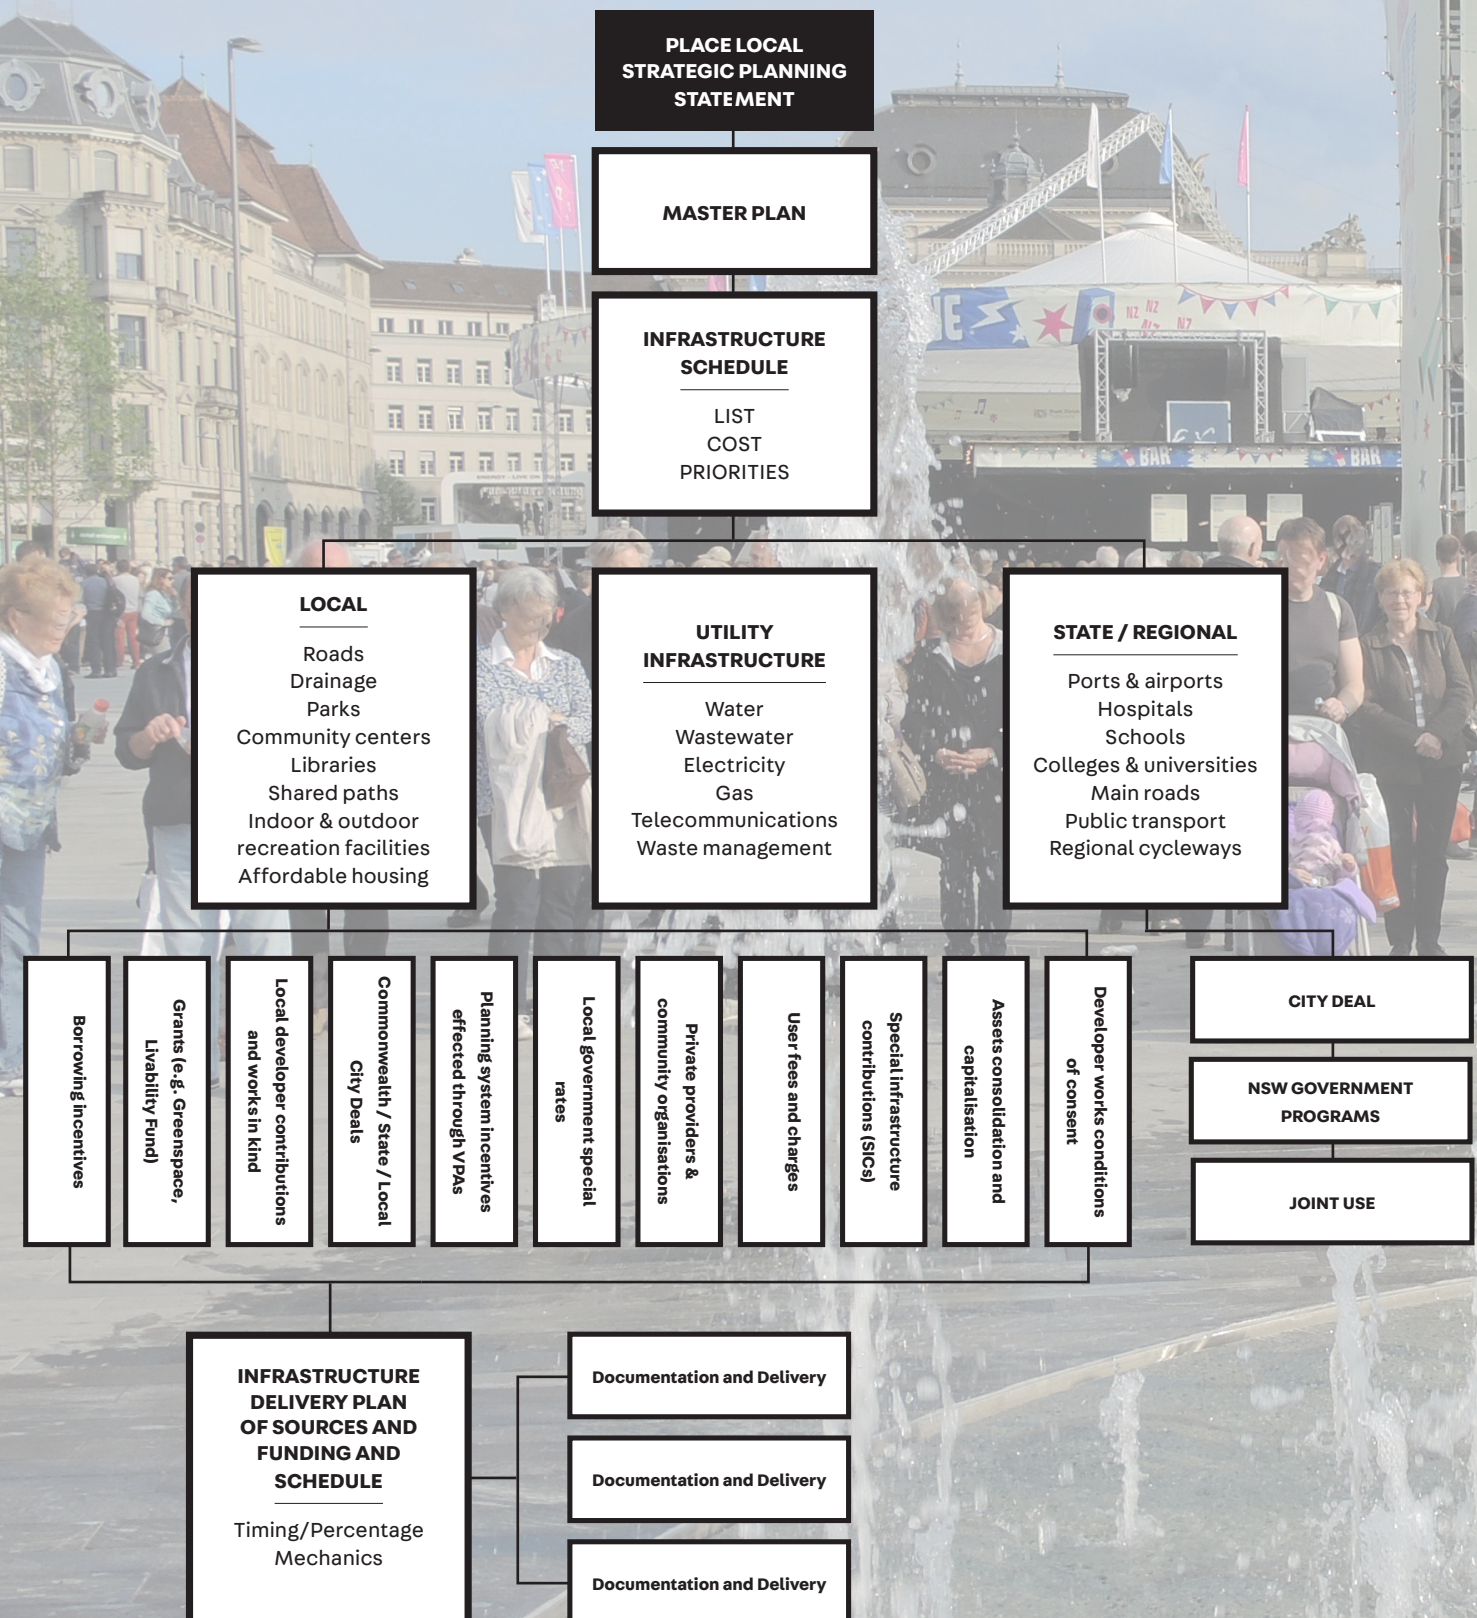 PLACE LOCAL
STRATEGIC PLANNING
STATEMENT
MASTER PLAN
INFRASTRUCTURE
SCHEDULE
LIST
COST
PRIORITIES
LOCAL
Roads
Drainage
Parks
Community centers
Libraries
Shared paths
Indoor & outdoor
recreation facilities
Affordable housing
UTILITY
INFRASTRUCTURE
Water
Wastewater
Electricity
Gas
Telecommunications
Waste management
STATE / REGIONAL
Ports & airports
Hospitals
Schools
Colleges & universities
Main roads
Public transport
Regional cycleways
Borrowing incentives
Grants (e.g. Greenspace,
Livability Fund)
Local developer contributions
and works in kind
Commonwealth / State / Local
City Deals
Planning system incentives
effected through VPAs
Local government special
rates
Private providers &
community organisations
User fees and charges
Special infrastructure
contributions (SICs)
Assets consolidation and
capitalisation
Developer works conditions
of consent
CITY DEAL
NSW GOVERNMENT
PROGRAMS
JOINT USE
INFRASTRUCTURE
DELIVERY PLAN
OF SOURCES AND
FUNDING AND
SCHEDULE
Timing/Percentage
Mechanics
Documentation and Delivery
Documentation and Delivery
Documentation and Delivery
BAR
BAR
NZ
NZ
NZ
NZ